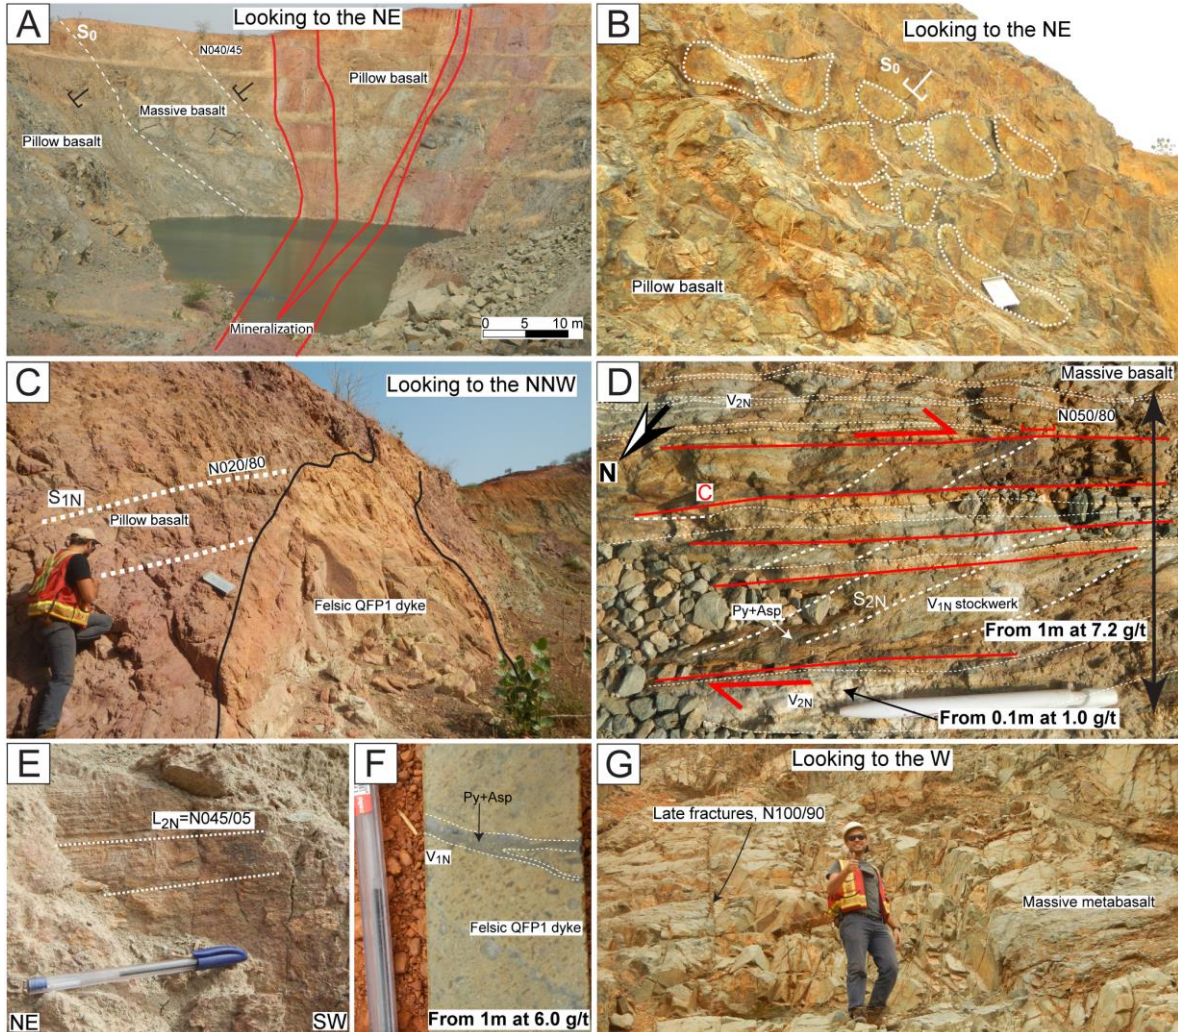 A
Looking to the NE
S0
N040/45
Pillow basalt
Massive basalt
Pillow basalt
Mineralization
0 5 10 m
B
Looking to the NE
S0
Pillow basalt
C
Looking to the NNW
N020/80
S1N
Pillow basalt
Felsic QFP1 dyke
D
Massive basalt
V2N
N050/80
N
C
S2N
Py+Asp
V1N stockwerk
From 1m at 7.2 g/t
V2N
From 0.1m at 1.0 g/t
E
L2N=N045/05
NE
SW
F
Py+Asp
V1N
Felsic QFP1 dyke
From 1m at 6.0 g/t
G
Looking to the W
Late fractures, N100/90
Massive metabasalt